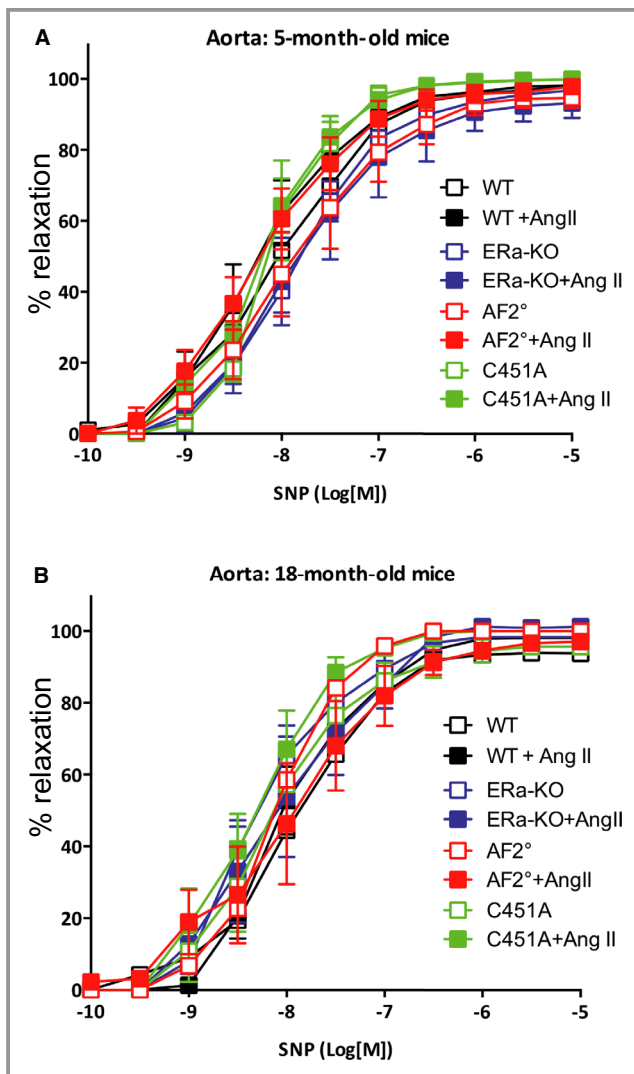 A
Aorta: 5-month-old mice
% relaxation
100
80
60
40
20
0
-10 -9 -8 -7 -6 -5
SNP (Log[M])
WT
WT +AngII
ERa-KO
ERa-KO+Ang II
AF2°
AF2°+Ang II
C451A
C451A+Ang II
B
Aorta: 18-month-old mice
% relaxation
100
80
60
40
20
0
-10 -9 -8 -7 -6 -5
SNP (Log[M])
WT
WT + Ang II
ERa-KO
ERa-KO+AngII
AF2°
AF2°+AngII
C451A
C451A+Ang II